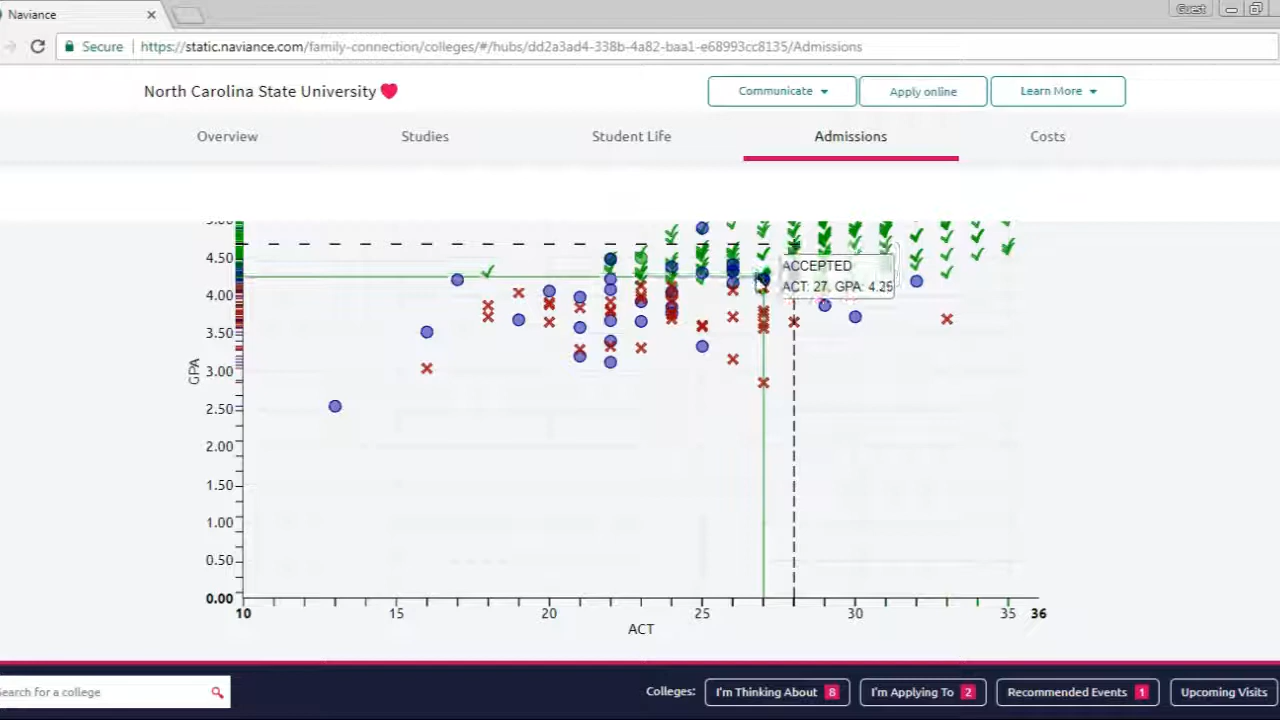 Naviance
Guest
Secure https://static.naviance.com/family-connection/colleges/#/hubs/dd2a3ad4-338b-4a82-baa1-e68993cc8135/Admissions
North Carolina State University
Communicate
Apply online
Learn More
Overview
Studies
Student Life
Admissions
Costs
5.00
4.50
4.00
3.50
3.00
2.50
2.00
1.50
1.00
0.50
0.00
GPA
ACCEPTED
ACT: 27, GPA: 4.25
10 15 20 25 30 35 36
ACT
Search for a college
Colleges:
I'm Thinking About 8
I'm Applying To 2
Recommended Events 1
Upcoming Visits